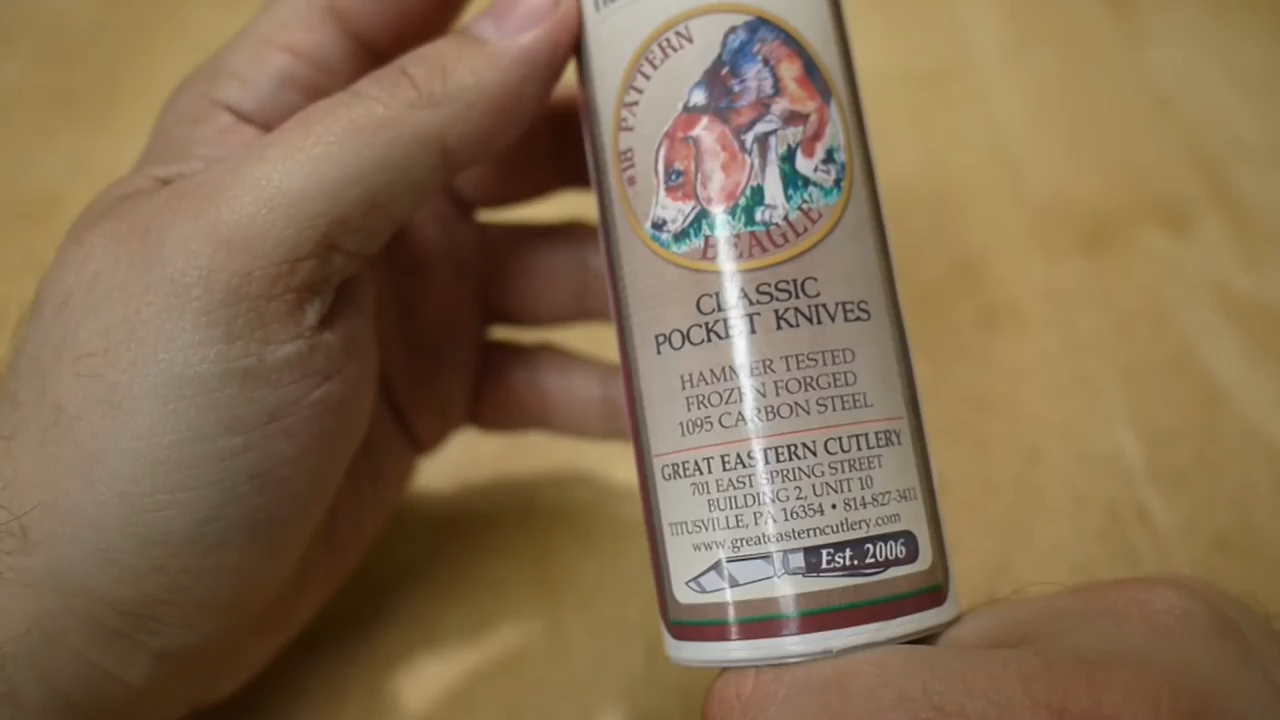 #18 PATTERN
BEAGLE
CLASSIC
POCKET KNIVES
HAMMER TESTED
FROZEN FORGED
1095 CARBON STEEL
GREAT EASTERN CUTLERY
701 EAST SPRING STREET
BUILDING 2, UNIT 10
TITUSVILLE, PA 16354 • 814-827-3411
www.greateasterncutlery.com
Est. 2006